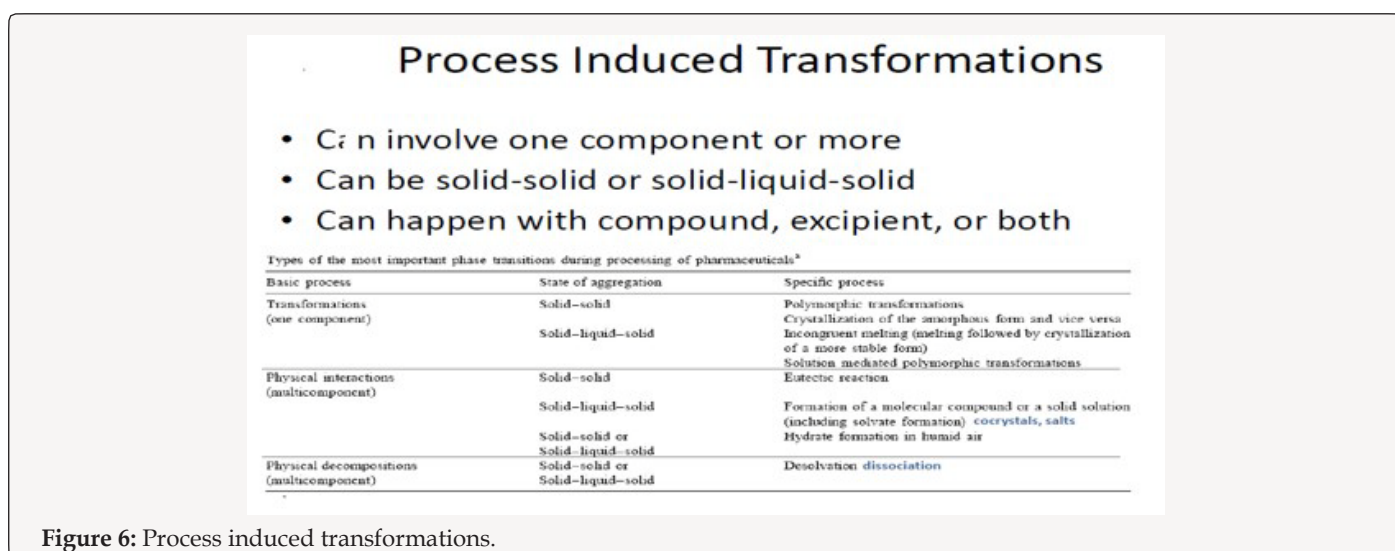 Process Induced Transformations
• Can involve one component or more
• Can be solid-solid or solid-liquid-solid
• Can happen with compound, excipient, or both
Types of the most important phase transitions during processing of pharmaceuticalsᵃ
Basic process State of aggregation Specific process
Transformations Solid–solid Polymorphic transformations
(one component) Crystallization of the amorphous form and vice versa
Solid–liquid–solid Incongruent melting (melting followed by crystallization
of a more stable form)
Solution mediated polymorphic transformations
Physical interactions Solid–solid Eutectic reaction
(multicomponent)
Solid–liquid–solid Formation of a molecular compound or a solid solution
(including solvate formation) cocrystals, salts
Solid–solid or Hydrate formation in humid air
Solid–liquid–solid
Physical decompositions Solid–solid or Desolvation dissociation
(multicomponent) Solid–liquid–solid
Figure 6: Process induced transformations.